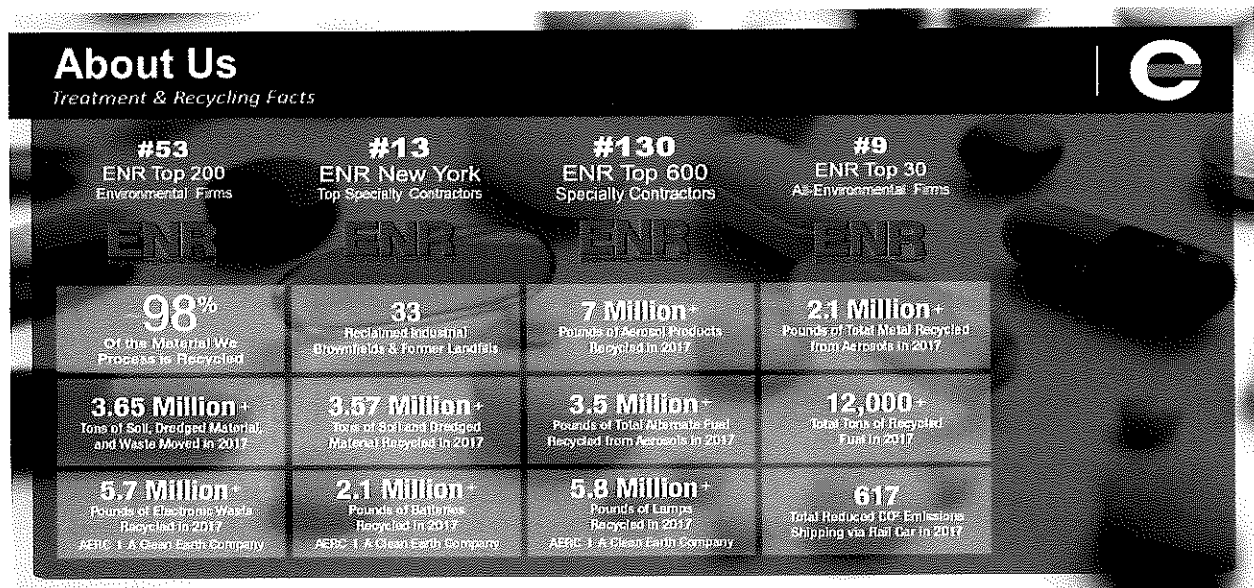 About Us
Treatment & Recycling Facts
#53
ENR Top 200
Environmental Firms
ENR
#13
ENR New York
Top Specialty Contractors
ENR
#130
ENR Top 600
Specialty Contractors
ENR
#9
ENR Top 30
All-Environmental Firms
ENR
98%
Of the Material We
Process is Recycled
33
Reclaimed Industrial
Brownfields & Former Landfills
7 Million+
Pounds of Aerosol Products
Recycled in 2017
2.1 Million+
Pounds of Total Metal Recycled
from Aerosols in 2017
3.65 Million+
Tons of Soil, Dredged Material,
and Waste Moved in 2017
3.57 Million+
Tons of Soil and Dredged
Material Recycled in 2017
3.5 Million+
Pounds of Total Alternate Fuel
Recycled from Aerosols in 2017
12,000+
Total Tons of Recycled
Fuel in 2017
5.7 Million+
Pounds of Electronic Waste
Recycled in 2017
AERC | A Clean Earth Company
2.1 Million+
Pounds of Batteries
Recycled in 2017
AERC | A Clean Earth Company
5.8 Million+
Pounds of Lamps
Recycled in 2017
AERC | A Clean Earth Company
617
Total Reduced CO² Emissions
Shipping via Rail Car in 2017